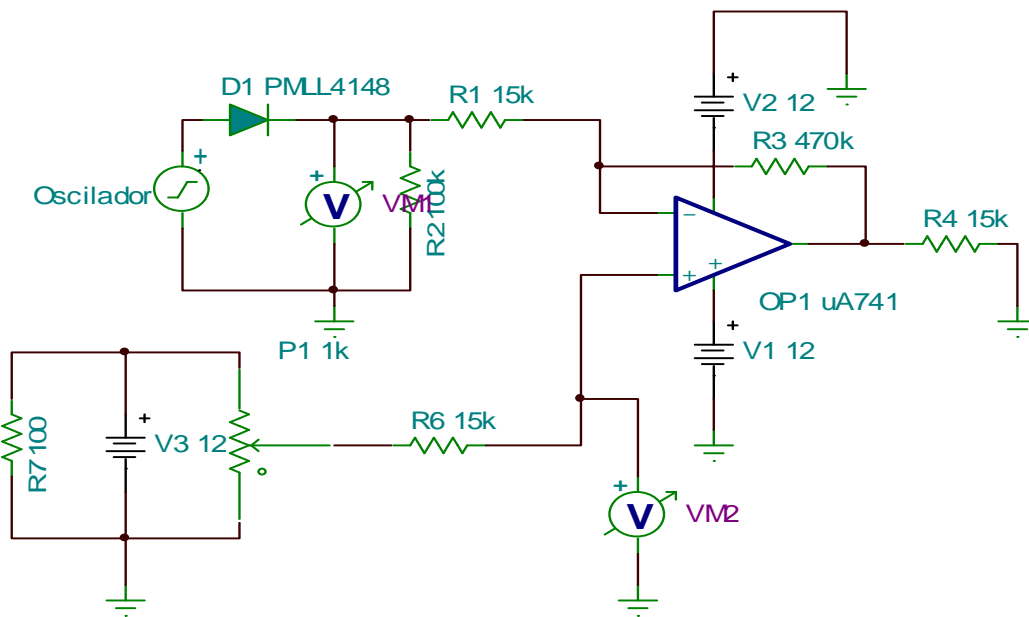 D1 PMLL4148
R1 15k
V2 12
R3 470k
+
Oscilador
+
V
VM1
R2 100k
R4 15k
OP1 uA741
+
V1 12
P1 1k
+
R7 100
V3 12
R6 15k
+
V
VM2